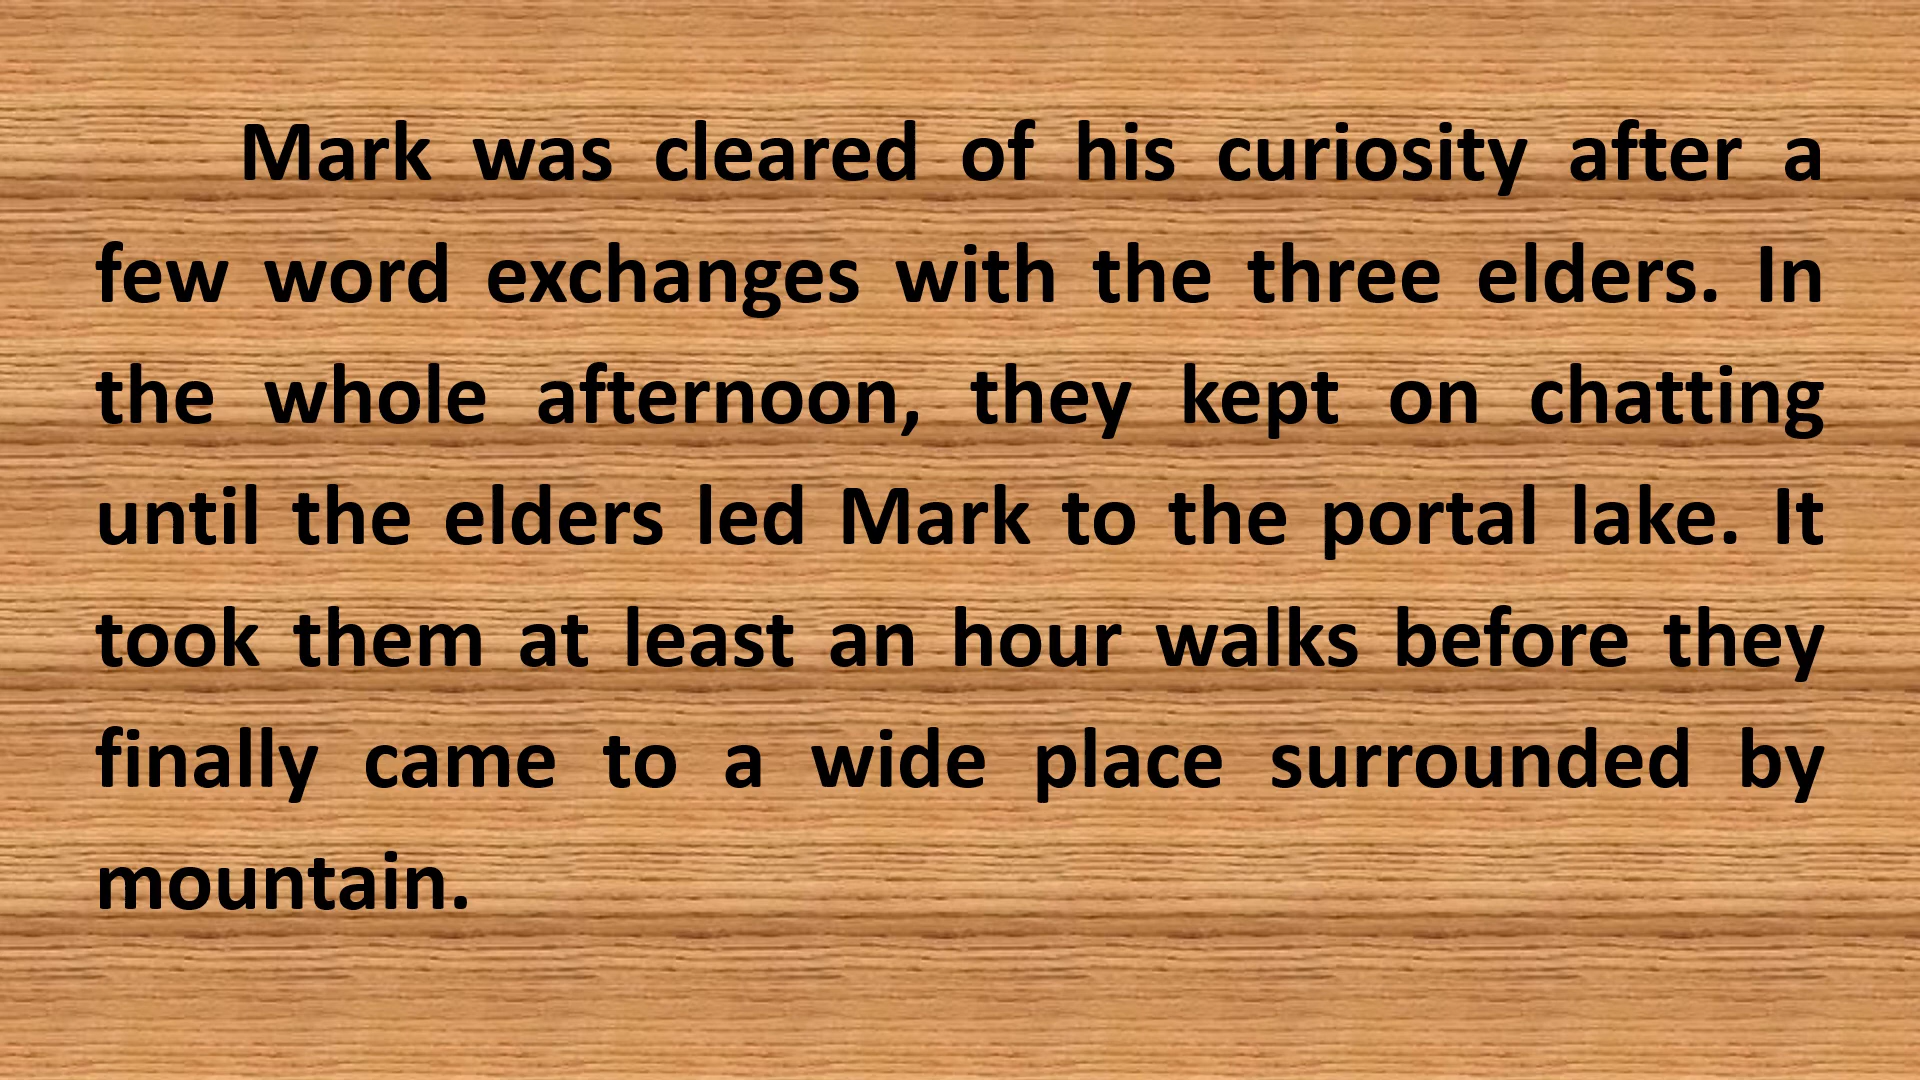 Mark was cleared of his curiosity after a
few word exchanges with the three elders. In
the whole afternoon, they kept on chatting
until the elders led Mark to the portal lake. It
took them at least an hour walks before they
finally came to a wide place surrounded by
mountain.